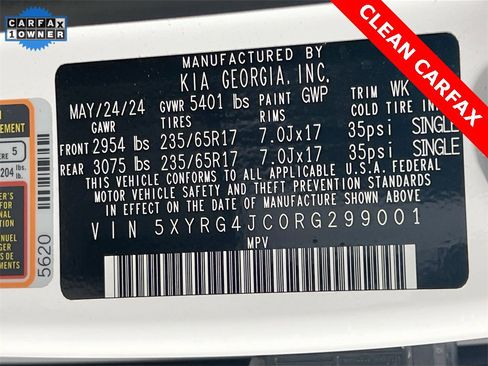 CARFAX
1 OWNER
CLEAN CARFAX
MANUFACTURED BY
KIA GEORGIA, INC.
MAY/24/24 GVWR 5401 lbs PAINT GWP TRIM WK
GAWR TIRES RIMS COLD TIRE
FRONT 2954 lbs 235/65R17 7.0Jx17 35psi SINGLE
REAR 3075 lbs 235/65R17 7.0Jx17 35psi SINGLE
THIS VEHICLE CONFORMS TO ALL APPLICABLE U.S.A. FEDERAL
MOTOR VEHICLE SAFETY AND THEFT PREVENTION STANDARDS
IN EFFECT ON THE DATE OF MANUFACTURE SHOWN ABOVE.
VIN 5XYRG4JC0RG299001
MPV
5
204 lbs.
5620